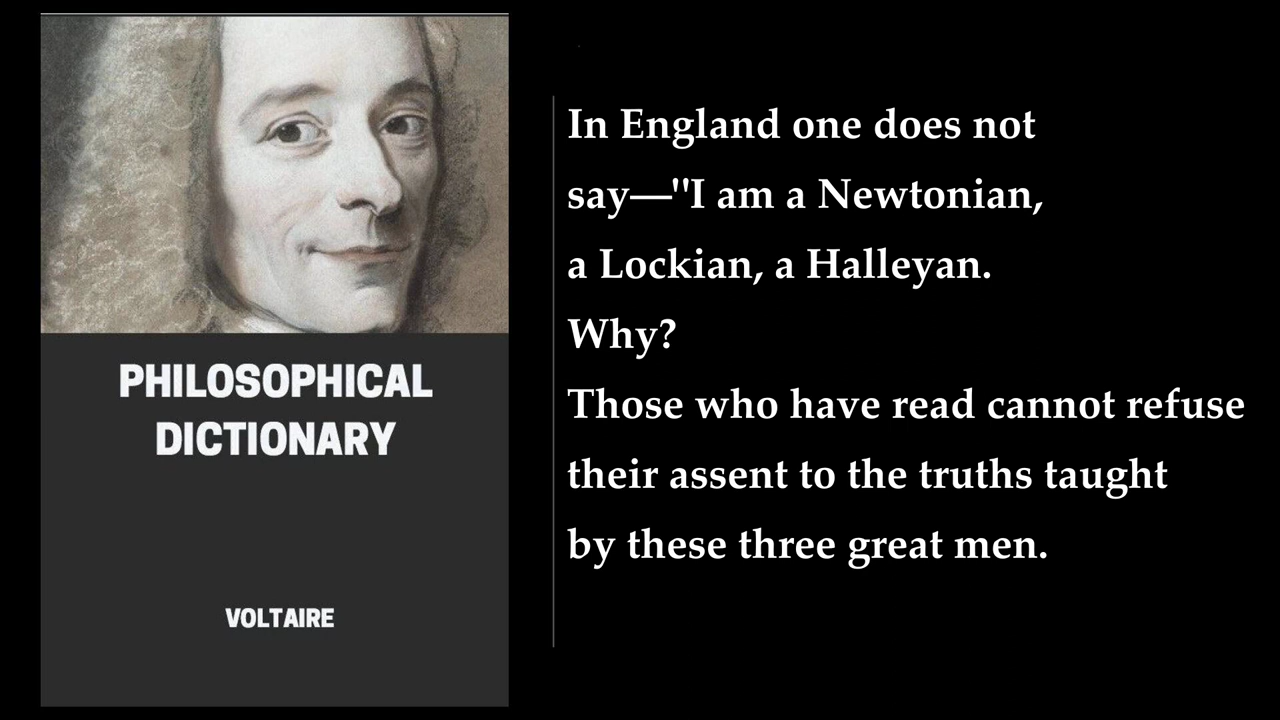 PHILOSOPHICAL
DICTIONARY
VOLTAIRE
In England one does not
say—"I am a Newtonian,
a Lockian, a Halleyan.
Why?
Those who have read cannot refuse
their assent to the truths taught
by these three great men.